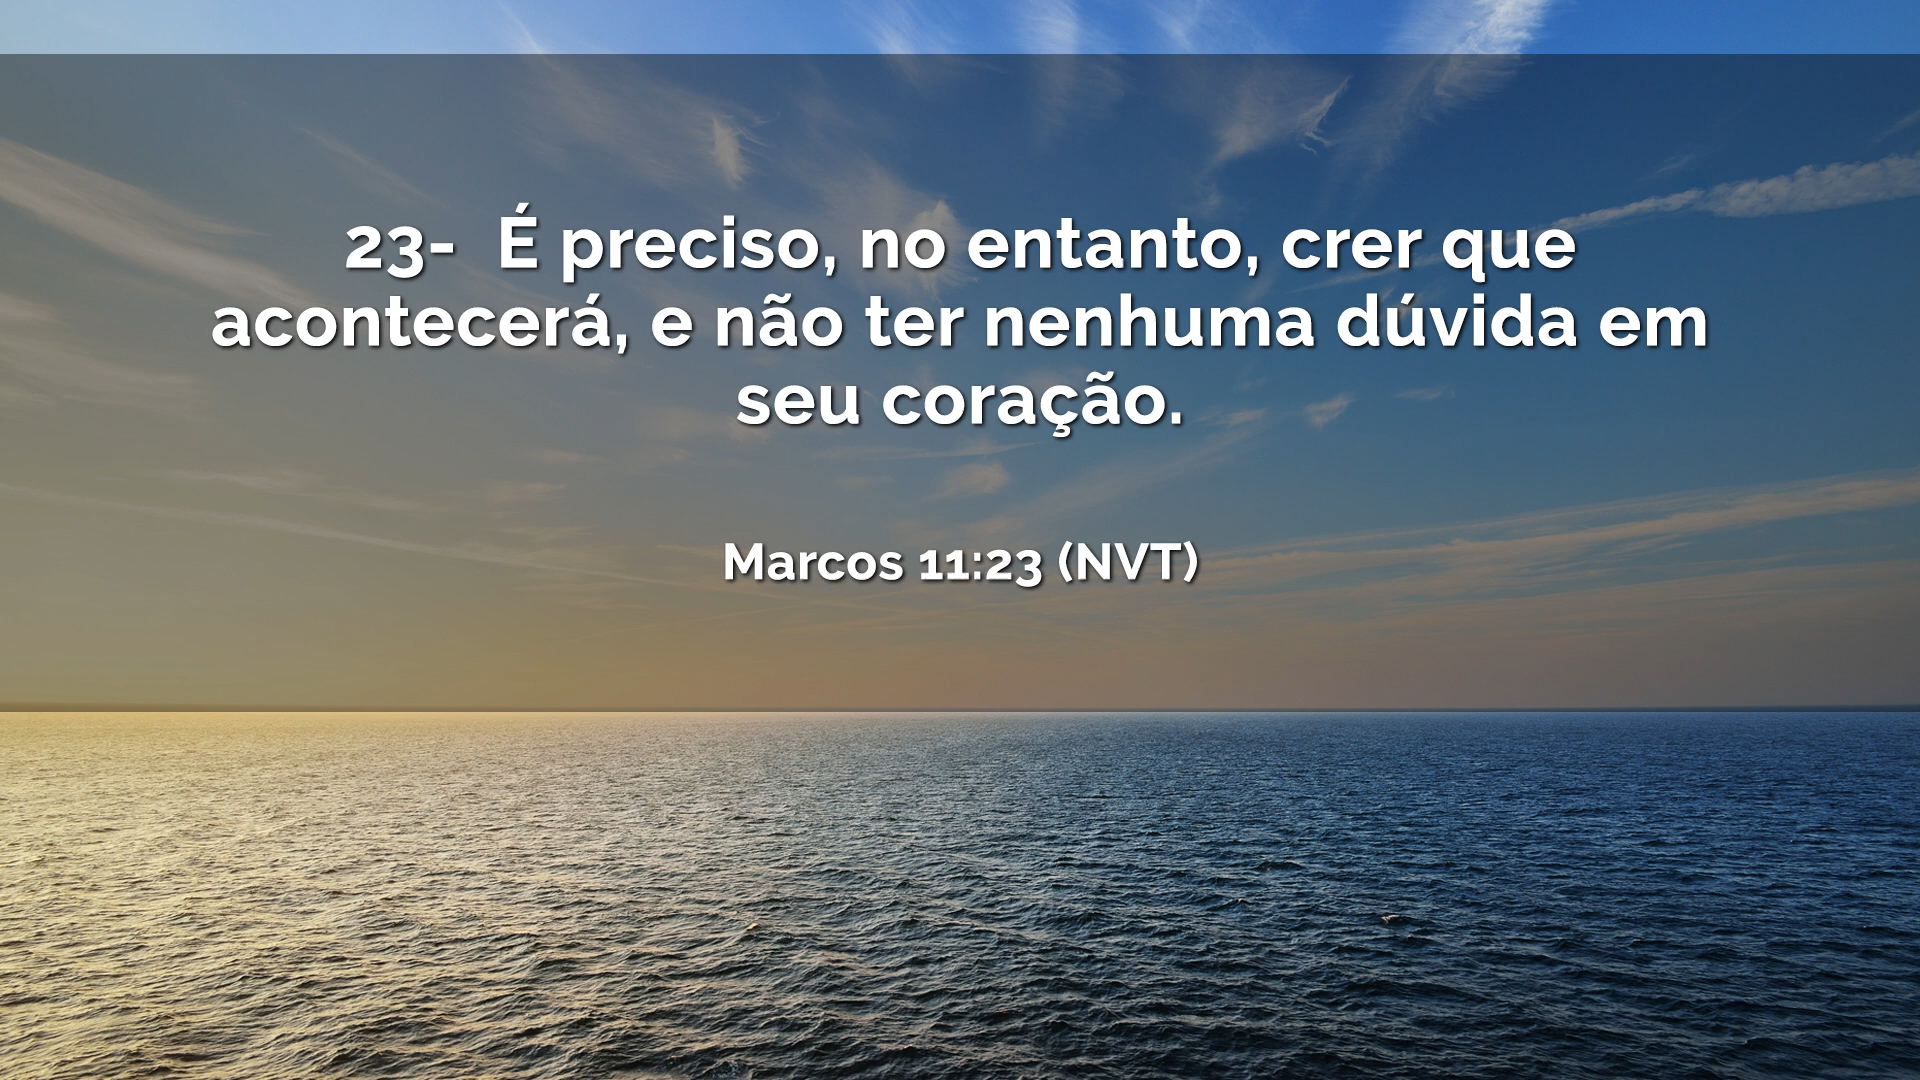 23-  É preciso, no entanto, crer que
acontecerá, e não ter nenhuma dúvida em
seu coração.
Marcos 11:23 (NVT)